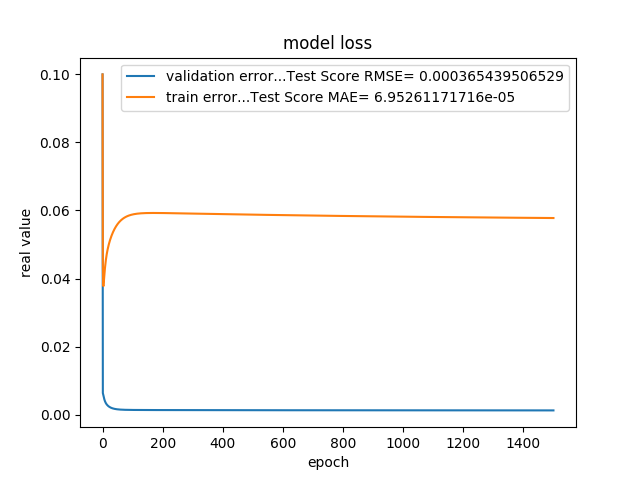 model loss
validation error...Test Score RMSE= 0.000365439506529
train error...Test Score MAE= 6.95261171716e-05
0.10
0.08
0.06
0.04
0.02
0.00
real value
0 200 400 600 800 1000 1200 1400
epoch